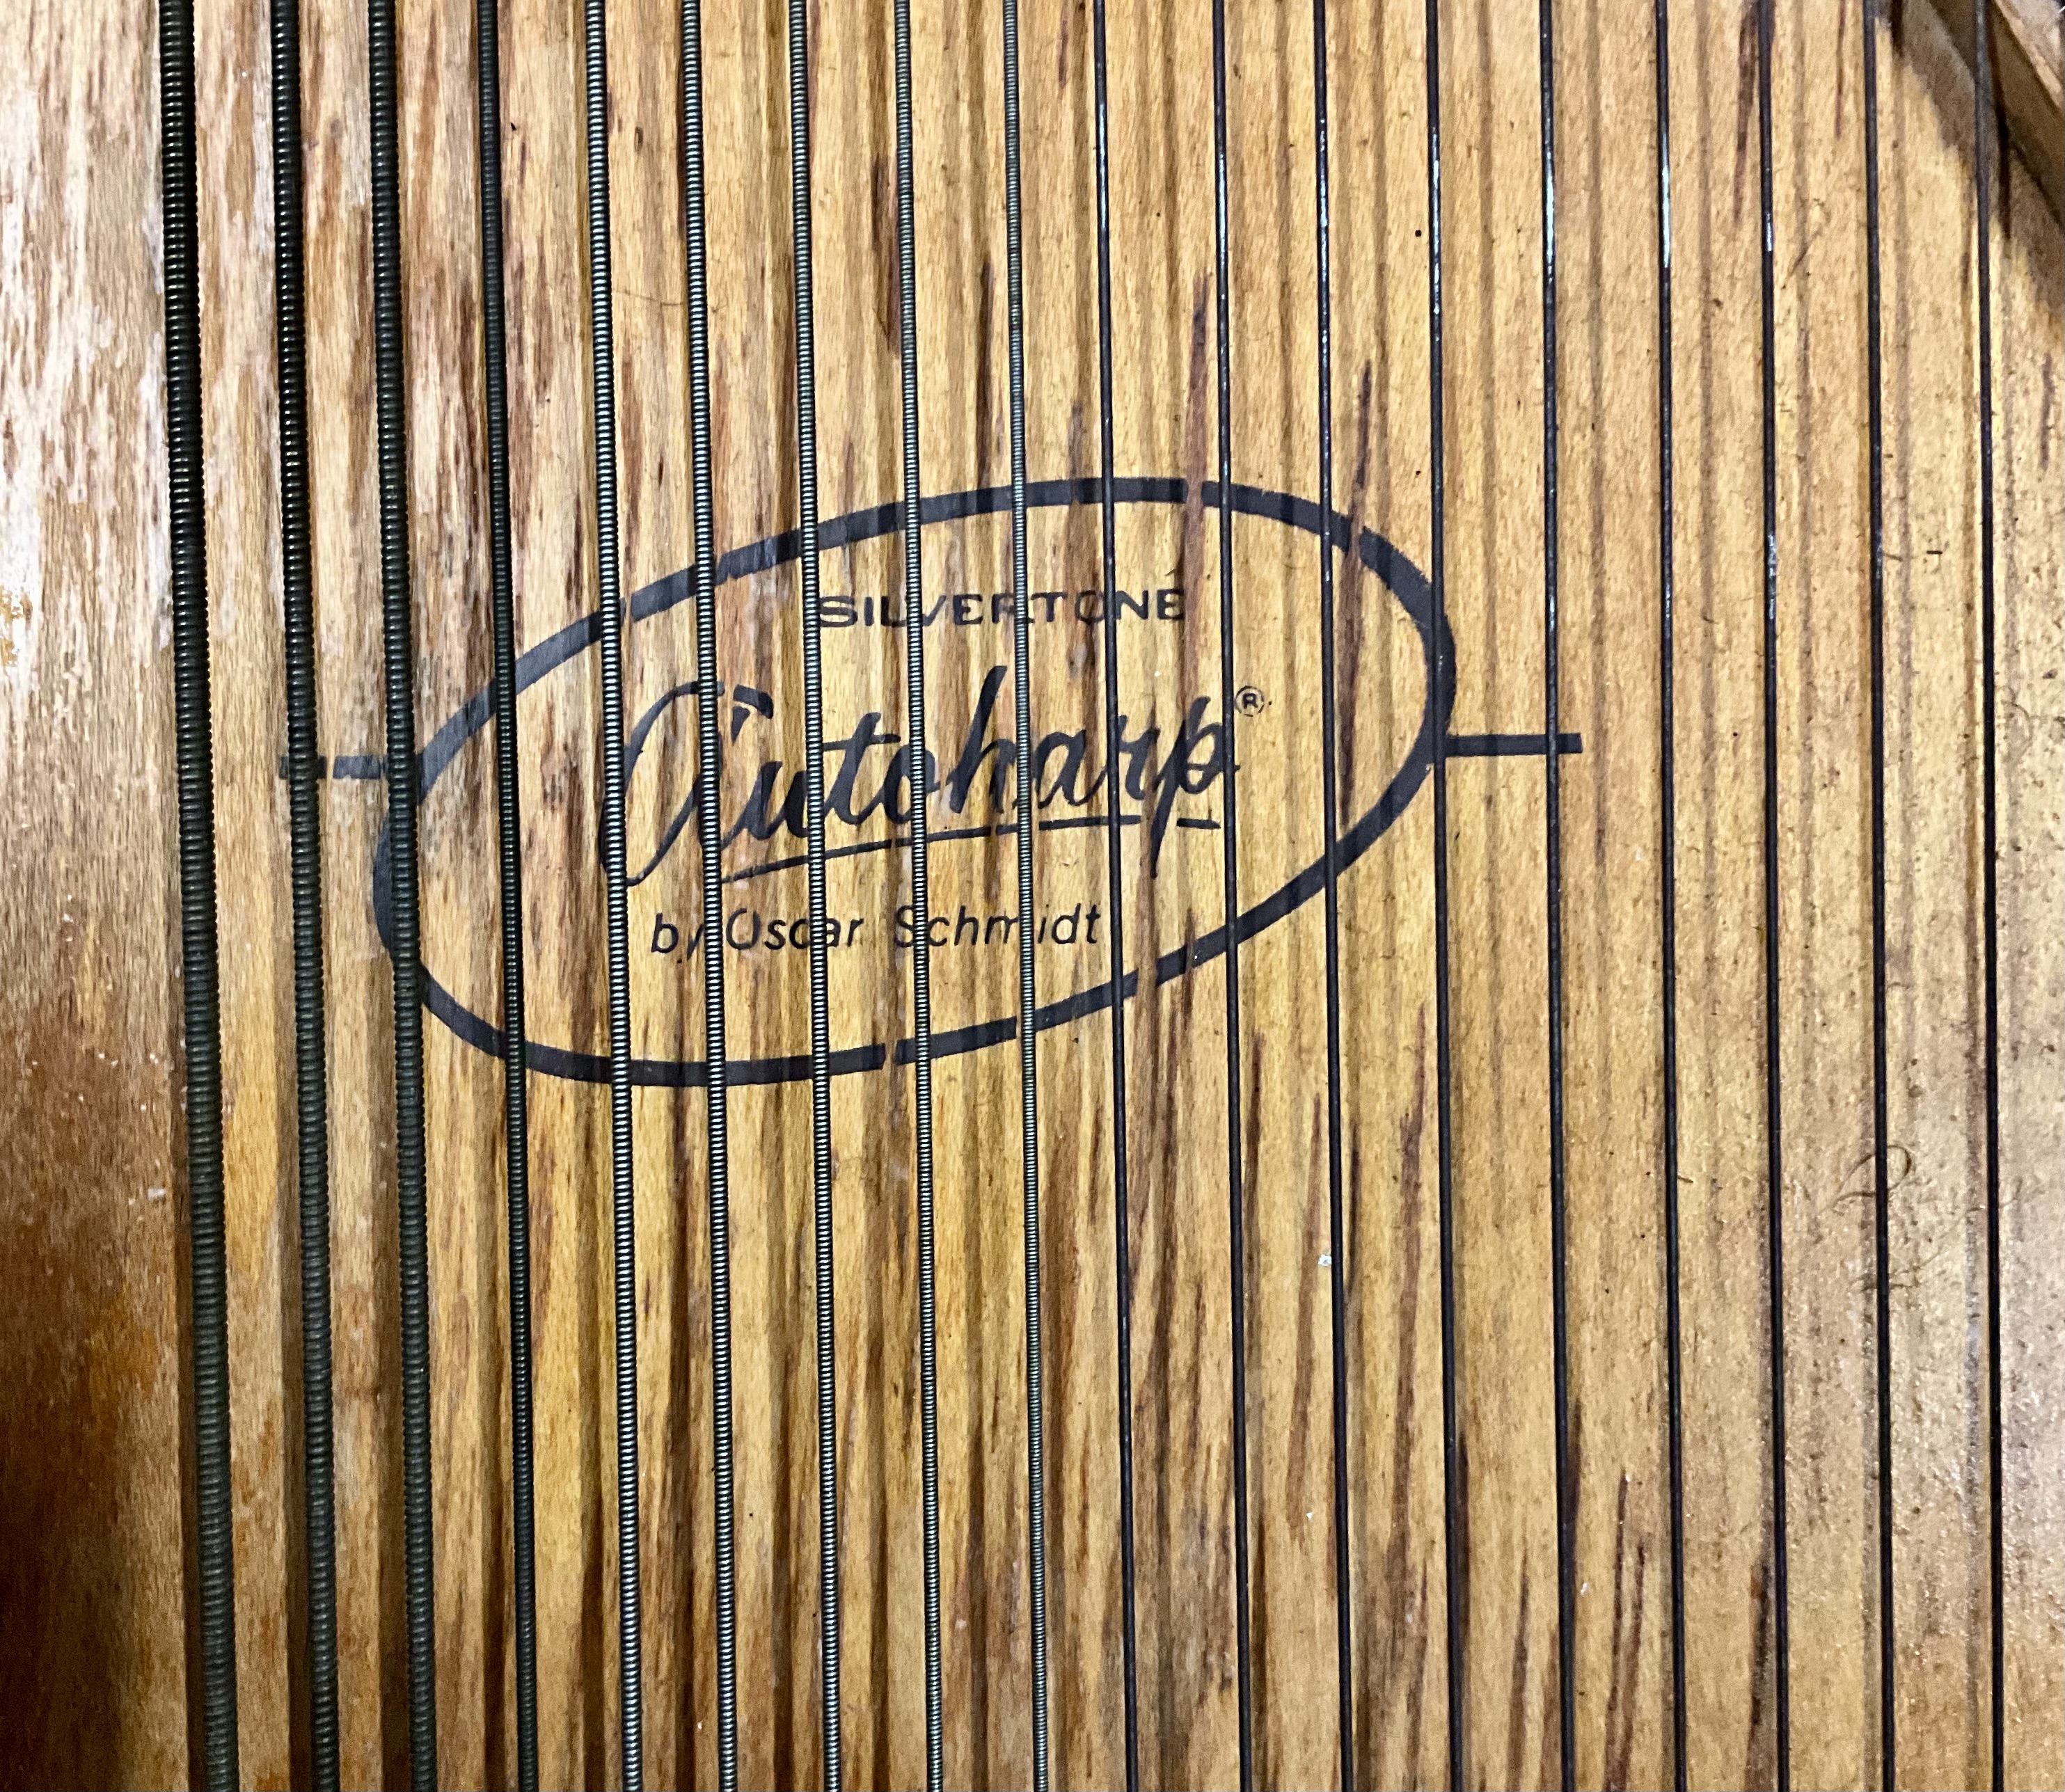 SILVERTONE
Autoharp®
by Oscar Schmidt